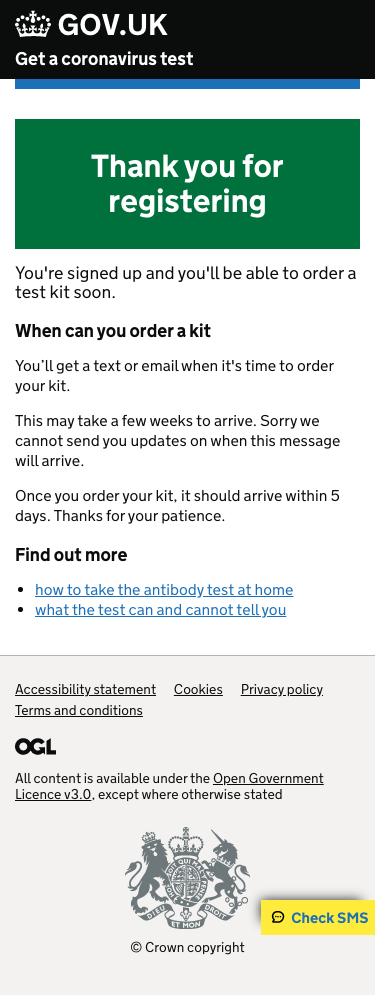 GOV.UK
Get a coronavirus test
Thank you for
registering
You're signed up and you'll be able to order a
test kit soon.
When can you order a kit
You’ll get a text or email when it's time to order
your kit.
This may take a few weeks to arrive. Sorry we
cannot send you updates on when this message
will arrive.
Once you order your kit, it should arrive within 5
days. Thanks for your patience.
Find out more
how to take the antibody test at home
what the test can and cannot tell you
Accessibility statement Cookies Privacy policy
Terms and conditions
OGL
All content is available under the Open Government
Licence v3.0, except where otherwise stated
DIEU ET MON DROIT
Check SMS
© Crown copyright